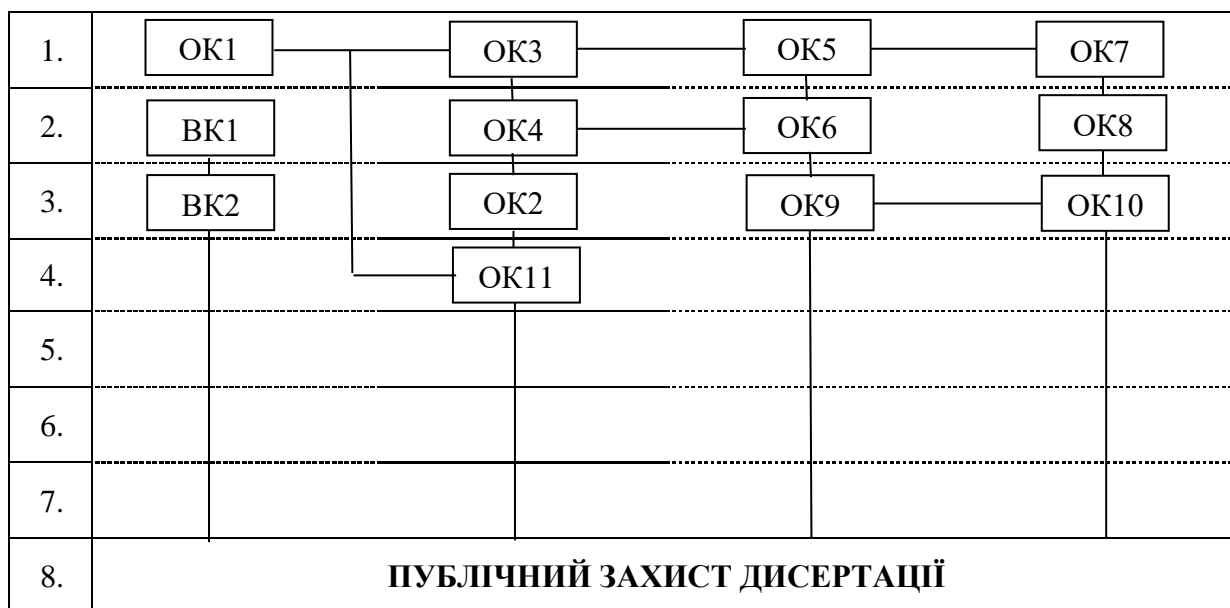 1. ОК1 ОК3 ОК5 ОК7
2. ВК1 ОК4 ОК6 ОК8
3. ВК2 ОК2 ОК9 ОК10
4. ОК11
5.
6.
7.
8. ПУБЛІЧНИЙ ЗАХИСТ ДИСЕРТАЦІЇ